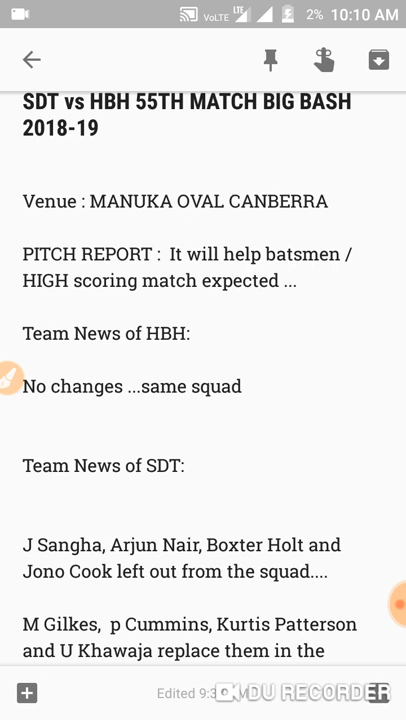 VoLTE LTE 2% 10:10 AM
SDT vs HBH 55TH MATCH BIG BASH
2018-19
Venue : MANUKA OVAL CANBERRA
PITCH REPORT :  It will help batsmen /
HIGH scoring match expected ...
Team News of HBH:
No changes ...same squad
Team News of SDT:
J Sangha, Arjun Nair, Boxter Holt and
Jono Cook left out from the squad....
M Gilkes,  p Cummins, Kurtis Patterson
and U Khawaja replace them in the
Edited
DU RECORDER